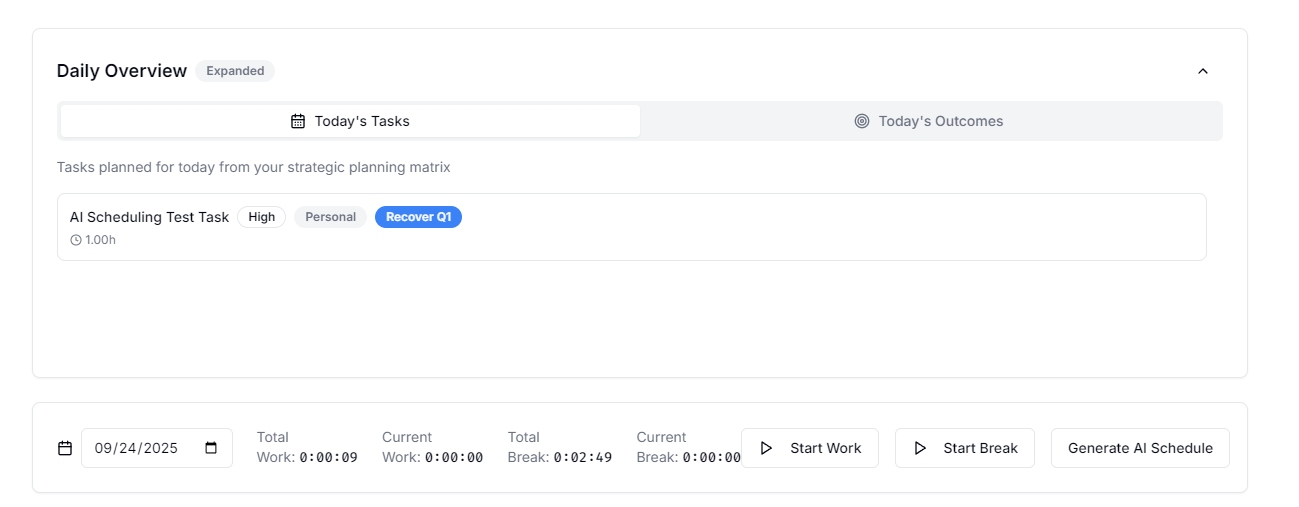 Daily Overview Expanded
Today's Tasks Today's Outcomes
Tasks planned for today from your strategic planning matrix
AI Scheduling Test Task High Personal Recover Q1
1.00h
09/24/2025
Total
Work: 0:00:09
Current
Work: 0:00:00
Total
Break: 0:02:49
Current
Break: 0:00:00
Start Work
Start Break
Generate AI Schedule